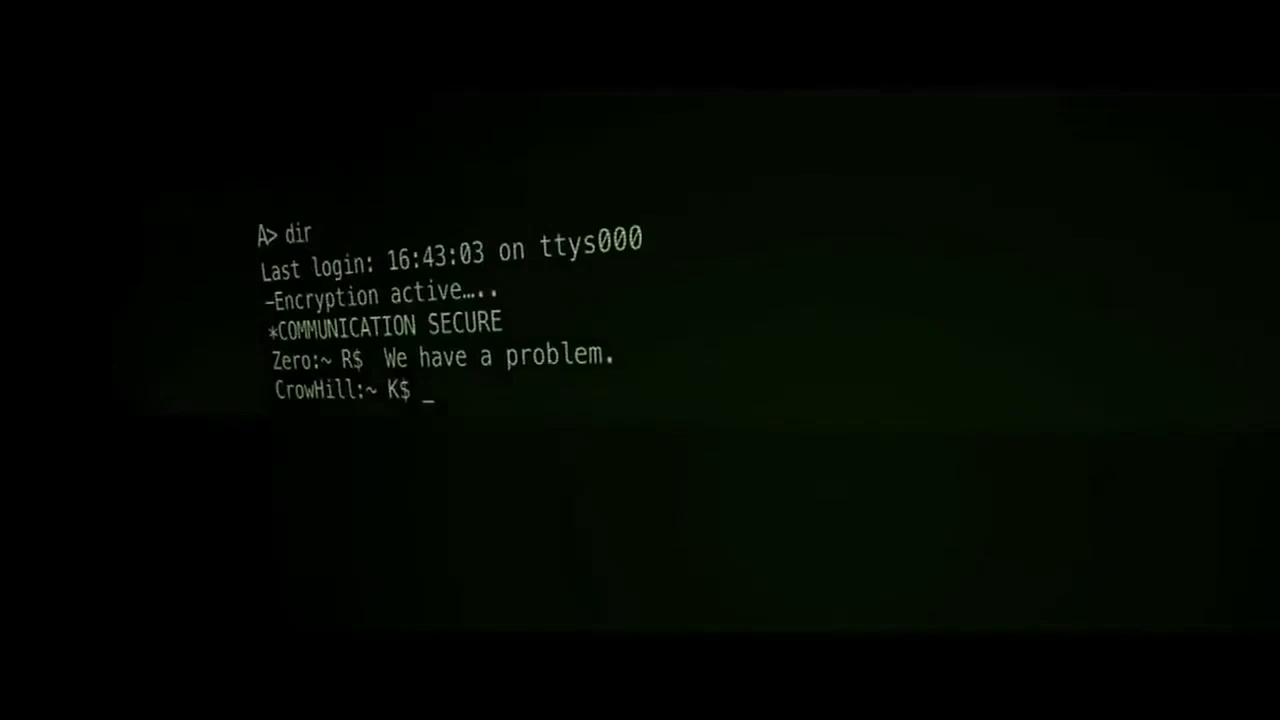 A> dir
Last login: 16:43:03 on ttys000
–Encryption active…..
*COMMUNICATION SECURE
Zero:~ R$  We have a problem.
CrowHill:~ K$ _